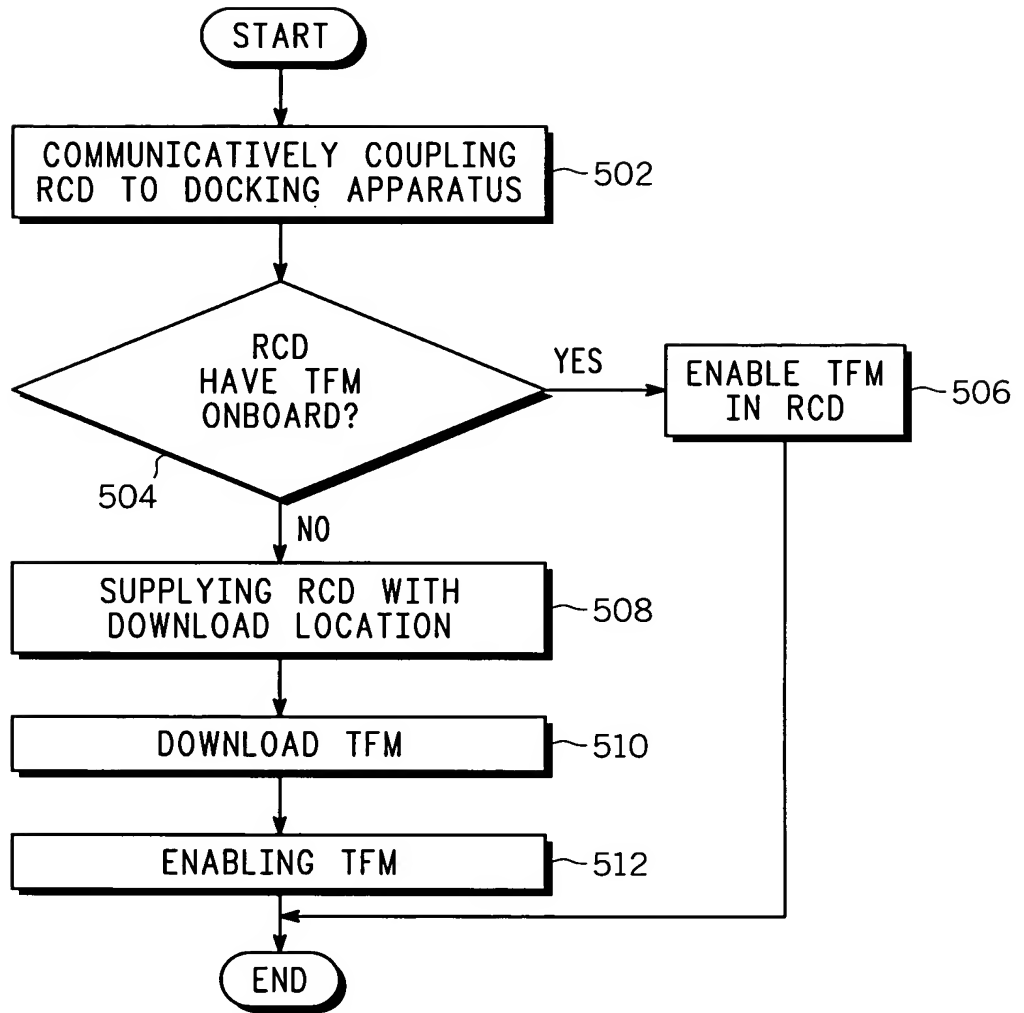 START
COMMUNICATIVELY COUPLING
RCD TO DOCKING APPARATUS
502
RCD
HAVE TFM
ONBOARD?
504
YES
ENABLE TFM
IN RCD
506
NO
SUPPLYING RCD WITH
DOWNLOAD LOCATION
508
DOWNLOAD TFM
510
ENABLING TFM
512
END